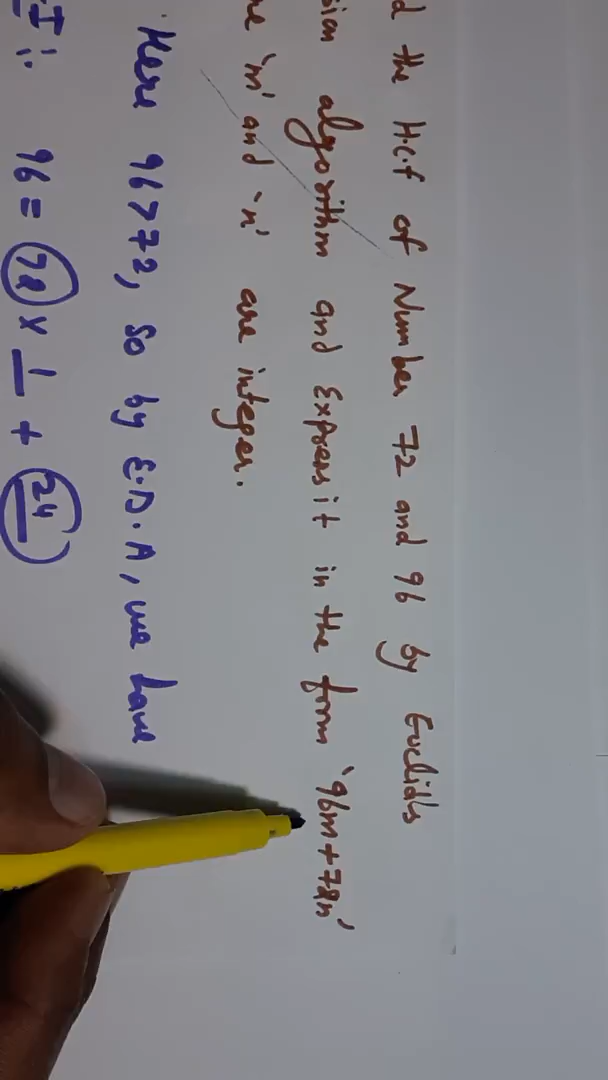 d the H.C.f of Number 72 and 96 by Euclids
sion algorithm and Express it in the form '96m+72n'
re 'm' and 'n' are integer.
Here 96>72, so by E.D.A, we have
I: 96 = 72 × 1 + 24